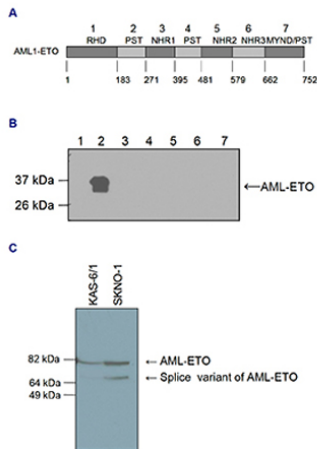 A
1 2 3 4 5 6 7
AML1-ETO RHD PST NHR1 PST NHR2 NHR3 MYND/PST
1 183 271 395 481 579 662 752
B
1 2 3 4 5 6 7
37 kDa
←AML-ETO
26 kDa
C
KAS-6/1
SKNO-1
82 kDa
← AML-ETO
64 kDa
← Splice variant of AML-ETO
49 kDa